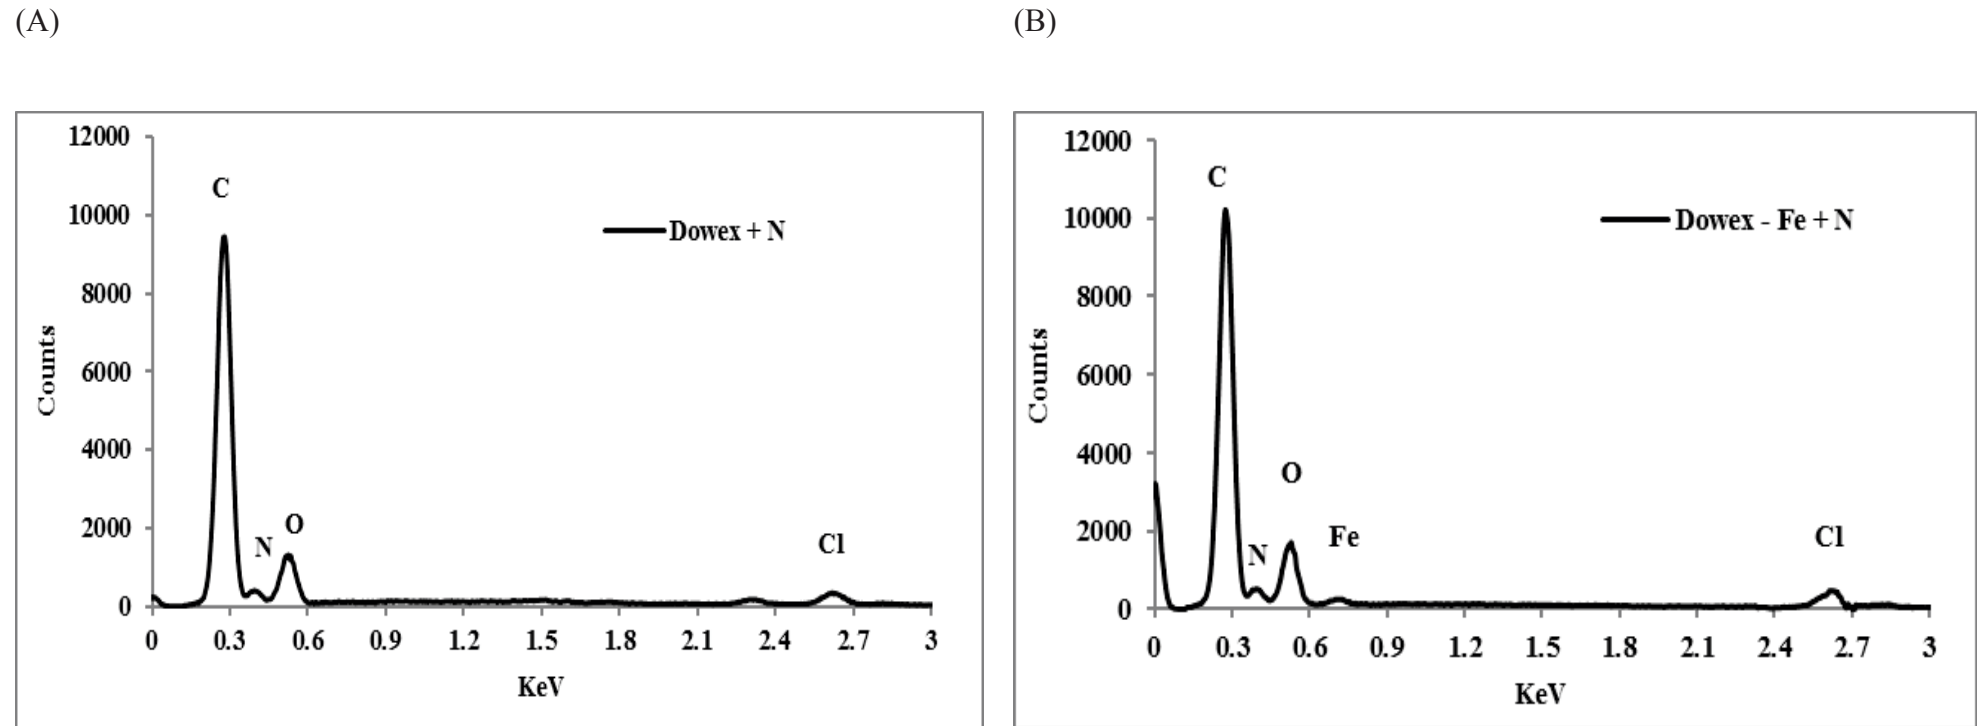 (A)
(B)
12000
10000
8000
6000
4000
2000
0
Counts
C
N
O
Cl
Dowex + N
0 0.3 0.6 0.9 1.2 1.5 1.8 2.1 2.4 2.7 3
KeV
12000
10000
8000
6000
4000
2000
0
Counts
C
N
O
Fe
Cl
Dowex - Fe + N
0 0.3 0.6 0.9 1.2 1.5 1.8 2.1 2.4 2.7 3
KeV